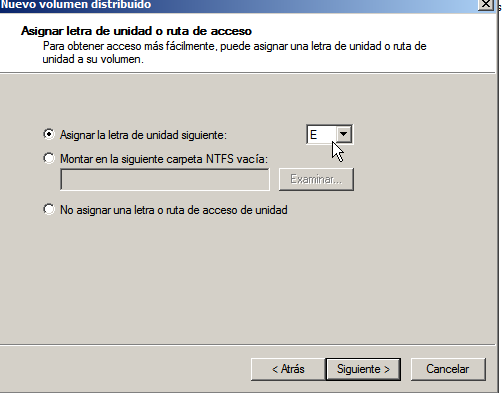 Nuevo volumen distribuido
Asignar letra de unidad o ruta de acceso
Para obtener acceso más fácilmente, puede asignar una letra de unidad o ruta de
unidad a su volumen.
Asignar la letra de unidad siguiente:
E
Montar en la siguiente carpeta NTFS vacía:
Examinar...
No asignar una letra o ruta de acceso de unidad
< Atrás
Siguiente >
Cancelar